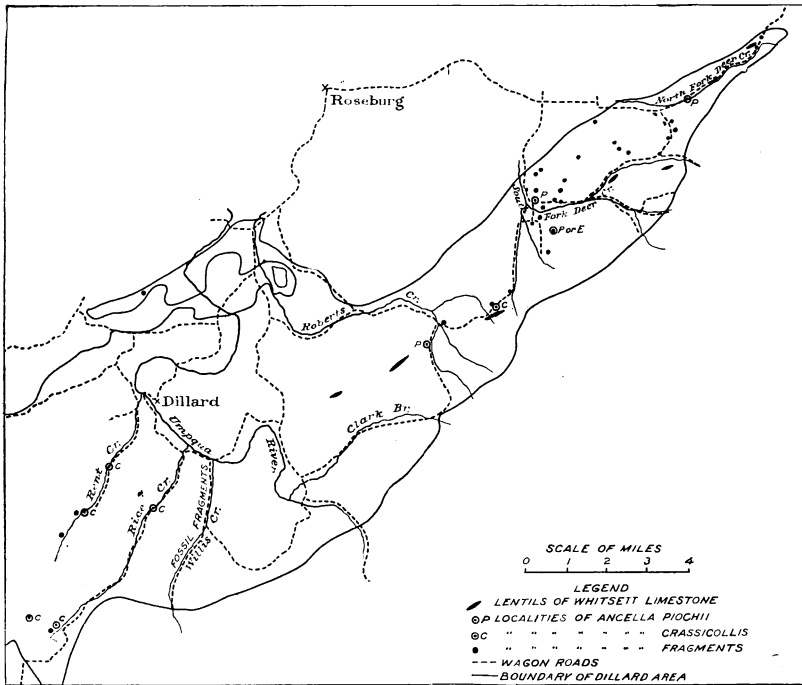 Roseburg
North Fork Deer Cr.
P
P
South
Fork Deer
Cr.
P or E
C
Roberts
Cr.
P
Dillard
Umpqua
River
Clark Br.
Rent Cr.
C
C
Rice Cr.
C
FOSSIL FRAGMENTS
Willis Cr.
C
C
SCALE OF MILES
0 1 2 3 4
LEGEND
LENTILS OF WHITSETT LIMESTONE
P LOCALITIES OF ANCELLA PIOCHII
C " " " " " " CRASSICOLLIS
" " " " " " FRAGMENTS
WAGON ROADS
BOUNDARY OF DILLARD AREA